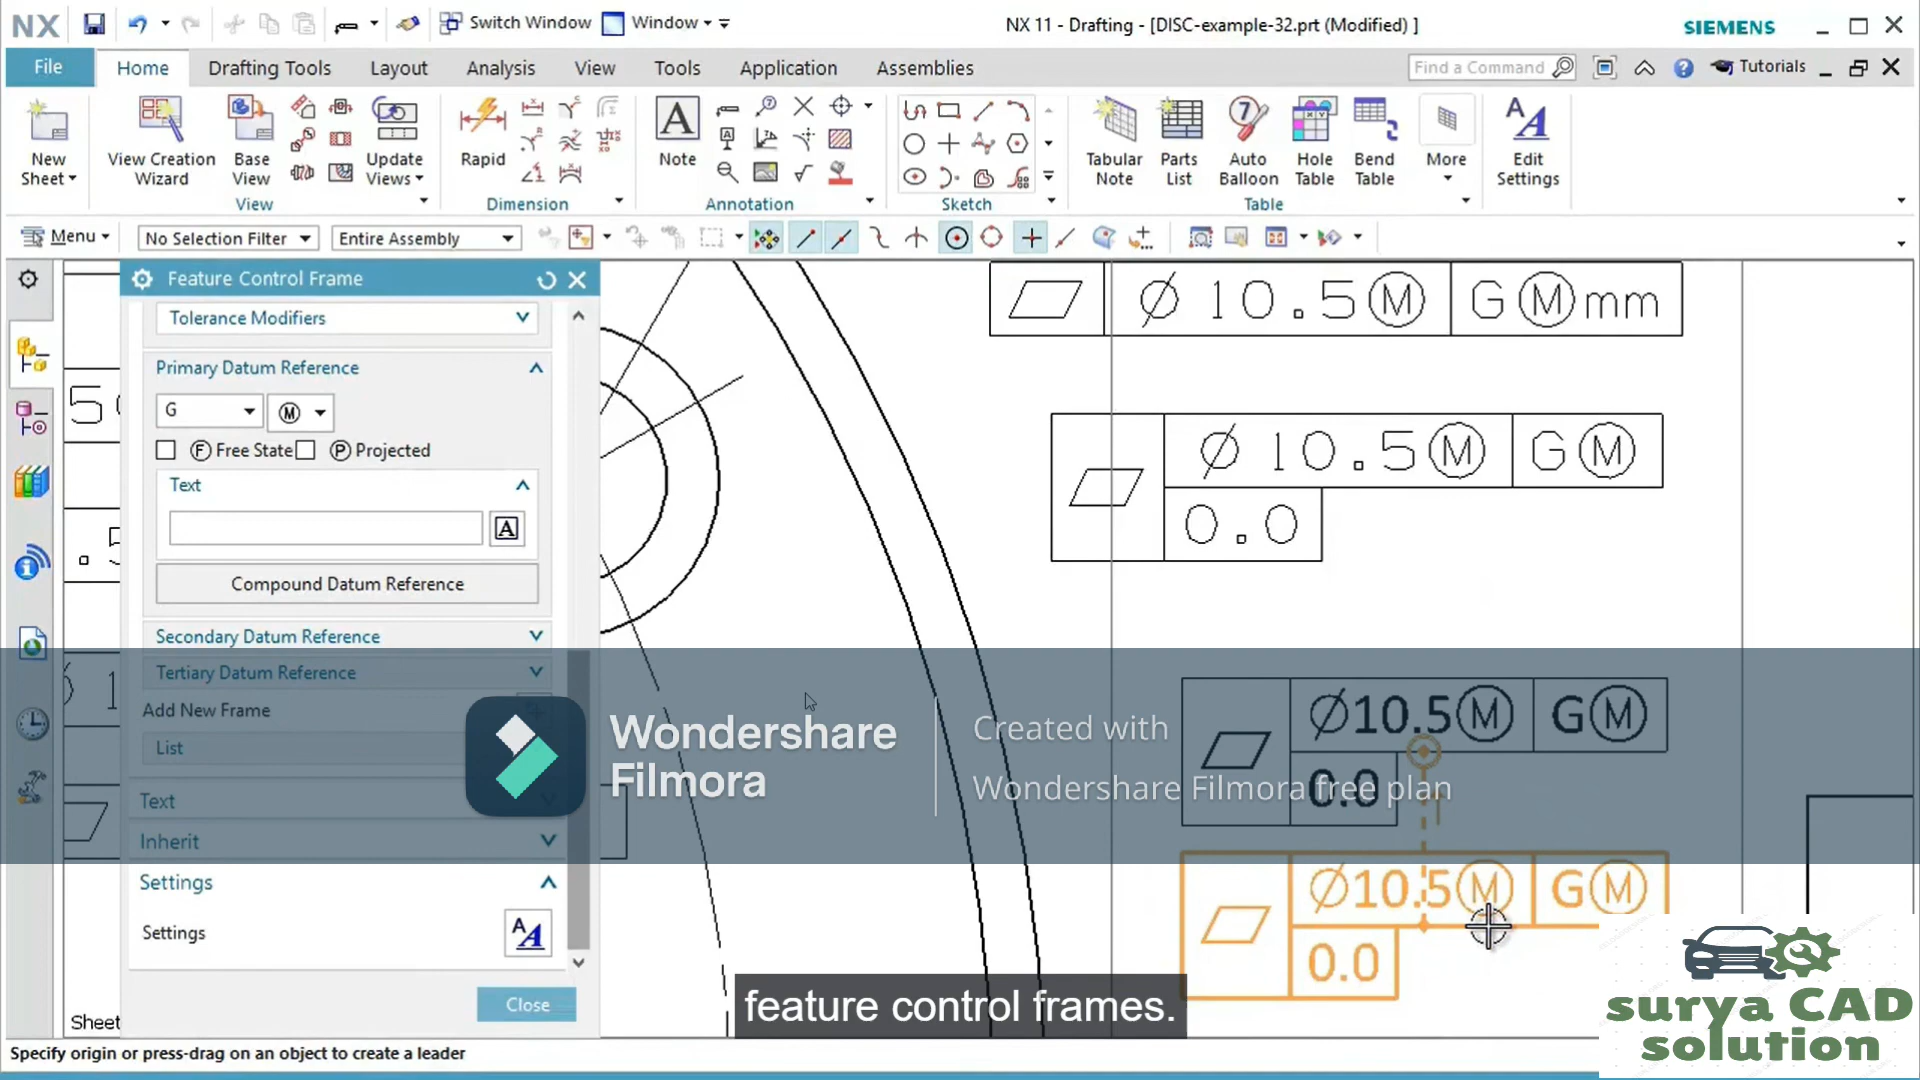 NX
Switch Window
Window
NX 11 - Drafting - [DISC-example-32.prt (Modified) ]
SIEMENS
File
Home
Drafting Tools
Layout
Analysis
View
Tools
Application
Assemblies
Find a Command
Tutorials
New Sheet
View Creation Wizard
Base View
Update Views
Rapid
A
Note
Tabular Note
Parts List
7
Auto Balloon
Hole Table
Bend Table
More
Edit Settings
View
Dimension
Annotation
Sketch
Table
Menu
No Selection Filter
Entire Assembly
Feature Control Frame
Tolerance Modifiers
Primary Datum Reference
G
M
F Free State
P Projected
Text
A
Compound Datum Reference
Secondary Datum Reference
Tertiary Datum Reference
Add New Frame
List
Text
Inherit
Settings
Settings
Close
Ø 10.5 Ⓜ G Ⓜ mm
Ø 10.5 Ⓜ G Ⓜ
0.0
Ø10.5Ⓜ GⓂ
0.0
Ø10.5Ⓜ GⓂ
0.0
Wondershare
Filmora
Created with
Wondershare Filmora free plan
feature control frames.
Sheet
surya CAD
solution
Specify origin or press-drag on an object to create a leader